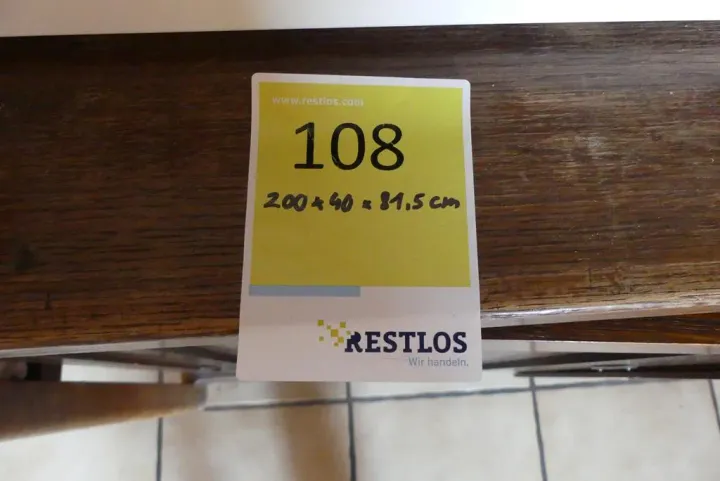 www.restlos.com
108
200 x 40 x 81.5 cm
RESTLOS
Wir handeln.